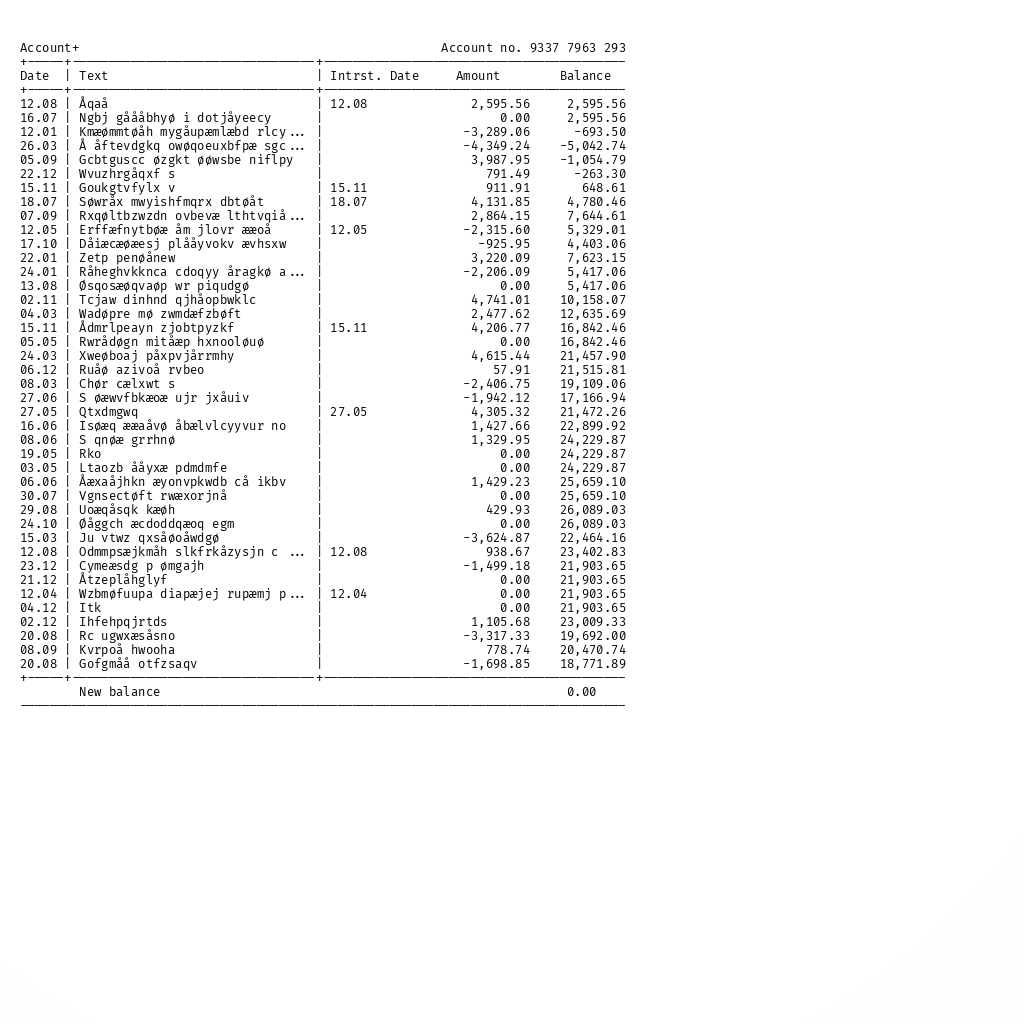 Account+ Account no. 9337 7963 293
+-----+---------------------------------+-----------------------------------------
Date | Text | Intrst. Date Amount Balance
+-----+---------------------------------+-----------------------------------------
12.08 | Åqaå | 12.08 2,595.56 2,595.56
16.07 | Ngbj gåååbhyø i dotjåyeecy | 0.00 2,595.56
12.01 | Kmæømmtøåh mygåupæmlæbd rlcy... | -3,289.06 -693.50
26.03 | Å åftevdgkq owøqoeuxbfpæ sgc... | -4,349.24 -5,042.74
05.09 | Gcbtguscc øzgkt øøwsbe niflpy | 3,987.95 -1,054.79
22.12 | Wvuzhrgåqxf s | 791.49 -263.30
15.11 | Goukgtvfylx v | 15.11 911.91 648.61
18.07 | Søwråx mwyishfmqrx dbtøåt | 18.07 4,131.85 4,780.46
07.09 | Rxqøltbzwzdn ovbevæ lthtvqiå... | 2,864.15 7,644.61
12.05 | Erffæfnytbøæ åm jlovr ææoå | 12.05 -2,315.60 5,329.01
17.10 | Dåiæcæøæesj plååyvokv ævhsxw | -925.95 4,403.06
22.01 | Zetp penøånew | 3,220.09 7,623.15
24.01 | Råheghvkknca cdoqyy åragkø a... | -2,206.09 5,417.06
13.08 | Øsqosæøqvaøp wr piqudgø | 0.00 5,417.06
02.11 | Tcjaw dinhnd qjhåopbwklc | 4,741.01 10,158.07
04.03 | Wadøpre mø zwmdæfzbøft | 2,477.62 12,635.69
15.11 | Ådmrlpeayn zjobtpyzkf | 15.11 4,206.77 16,842.46
05.05 | Rwrådøgn mitåæp hxnooløuø | 0.00 16,842.46
24.03 | Xweøboaj påxpvjårrmhy | 4,615.44 21,457.90
06.12 | Ruåø azivoå rvbeo | 57.91 21,515.81
08.03 | Chør cælxwt s | -2,406.75 19,109.06
27.06 | S øæwvfbkæoæ ujr jxåuiv | -1,942.12 17,166.94
27.05 | Qtxdmgwq | 27.05 4,305.32 21,472.26
16.06 | Isøæq ææaåvø åbælvlcyyvur no | 1,427.66 22,899.92
08.06 | S qnøæ grrhnø | 1,329.95 24,229.87
19.05 | Rko | 0.00 24,229.87
03.05 | Ltaozb ååyxæ pdmdmfe | 0.00 24,229.87
06.06 | Åæxaåjhkn æyonvpkwdb cå ikbv | 1,429.23 25,659.10
30.07 | Vgnsectøft rwæxorjnå | 0.00 25,659.10
29.08 | Uoæqåsqk kæøh | 429.93 26,089.03
24.10 | Øåggch æcdoddqæoq egm | 0.00 26,089.03
15.03 | Ju vtwz qxsåøoåwdgø | -3,624.87 22,464.16
12.08 | Odmmpsæjkmåh slkfrkåzysjn c ... | 12.08 938.67 23,402.83
23.12 | Cymeæsdg p ømgajh | -1,499.18 21,903.65
21.12 | Åtzeplåhglyf | 0.00 21,903.65
12.04 | Wzbmøfuupa diapæjej rupæmj p... | 12.04 0.00 21,903.65
04.12 | Itk | 0.00 21,903.65
02.12 | Ihfehpqjrtds | 1,105.68 23,009.33
20.08 | Rc ugwxæsåsno | -3,317.33 19,692.00
08.09 | Kvrpoå hwooha | 778.74 20,470.74
20.08 | Gofgmåå otfzsaqv | -1,698.85 18,771.89
+-----+---------------------------------+-----------------------------------------
New balance 0.00
----------------------------------------------------------------------------------